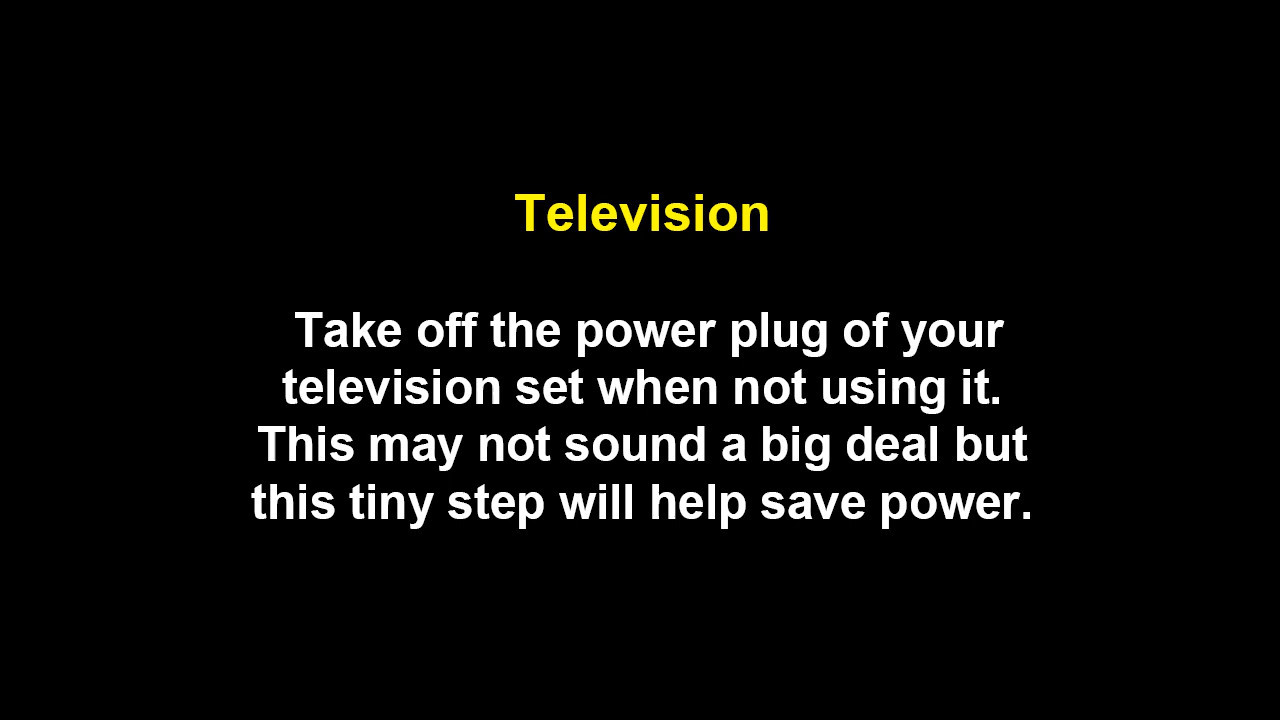 Television
Take off the power plug of your
television set when not using it.
This may not sound a big deal but
this tiny step will help save power.